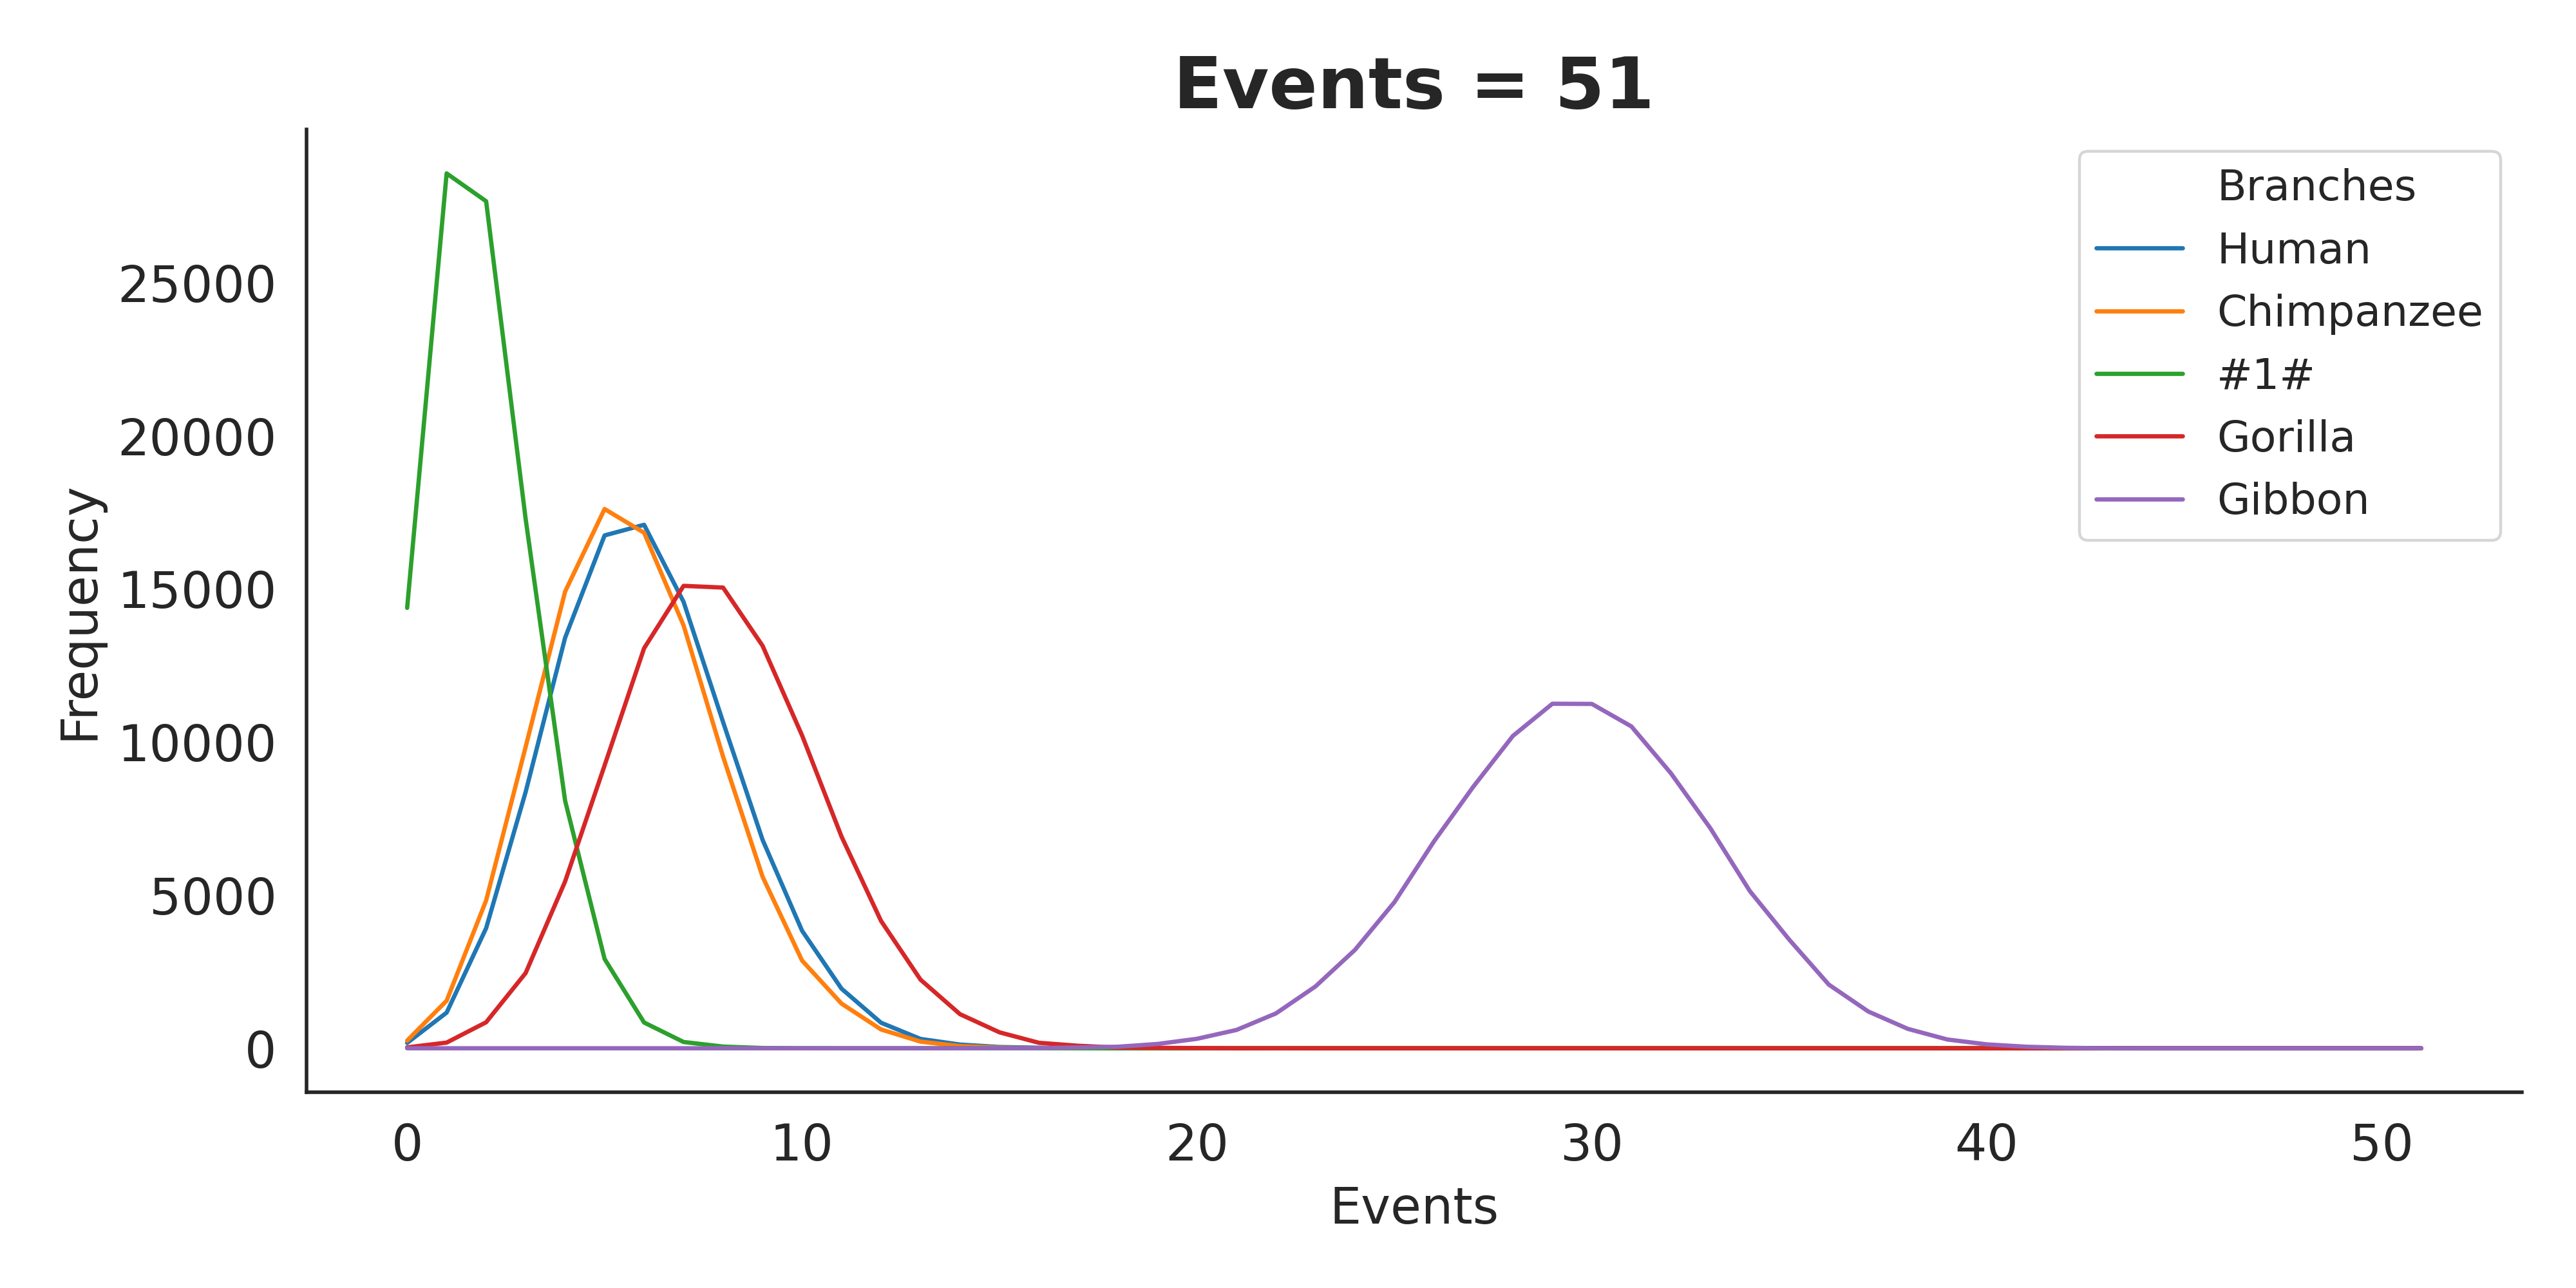 Events = 51
Branches
Human
Chimpanzee
#1#
Gorilla
Gibbon
Frequency
25000
20000
15000
10000
5000
0
0 10 20 30 40 50
Events